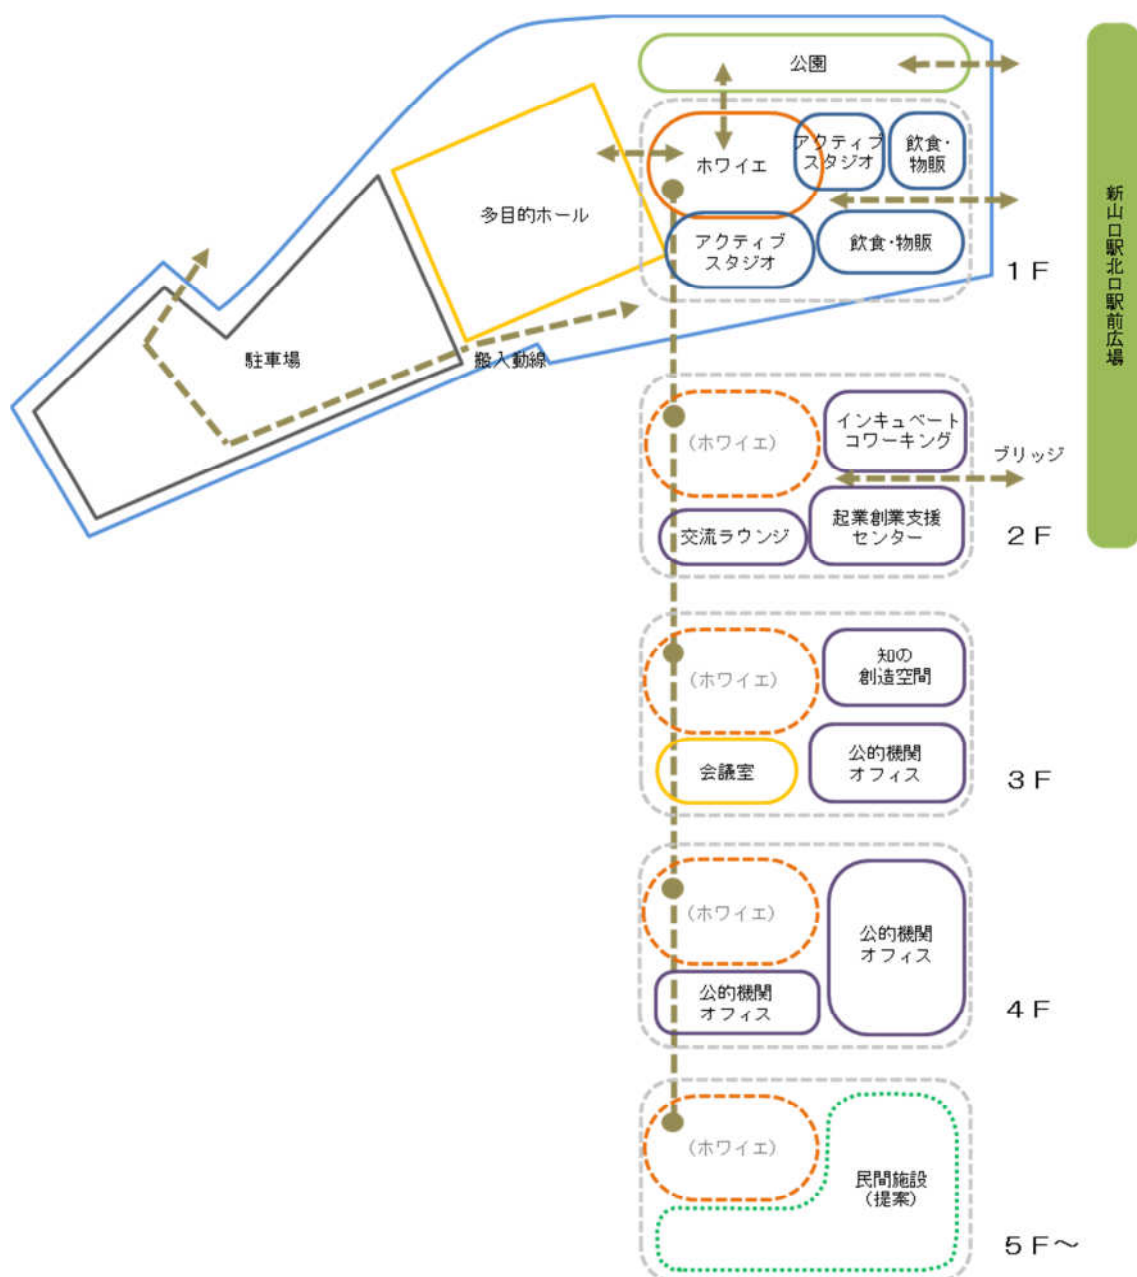 公園
ホワイエ
アクティブ
スタジオ
飲食・
物販
多目的ホール
アクティブ
スタジオ
飲食・物販
1F
駐車場
搬入動線
新山口駅北口駅前広場
(ホワイエ)
インキュベート
コワーキング
ブリッジ
交流ラウンジ
起業創業支援
センター
2F
(ホワイエ)
知の
創造空間
会議室
公的機関
オフィス
3F
(ホワイエ)
公的機関
オフィス
公的機関
オフィス
4F
(ホワイエ)
民間施設
(提案)
5F～